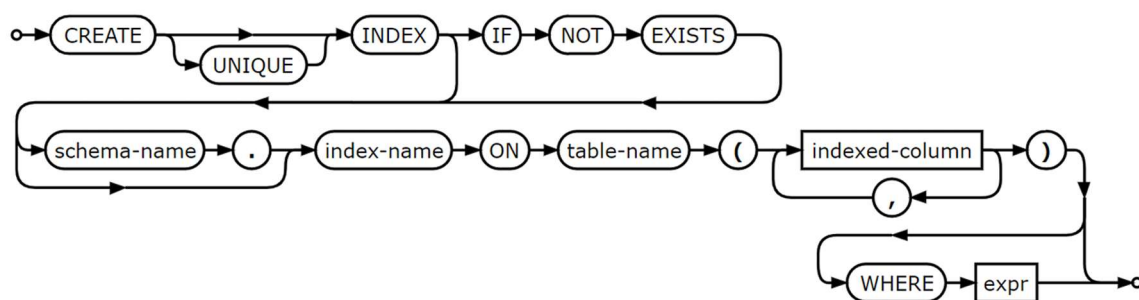 CREATE INDEX IF NOT EXISTS
UNIQUE
schema-name . index-name ON table-name ( indexed-column )
,
WHERE expr